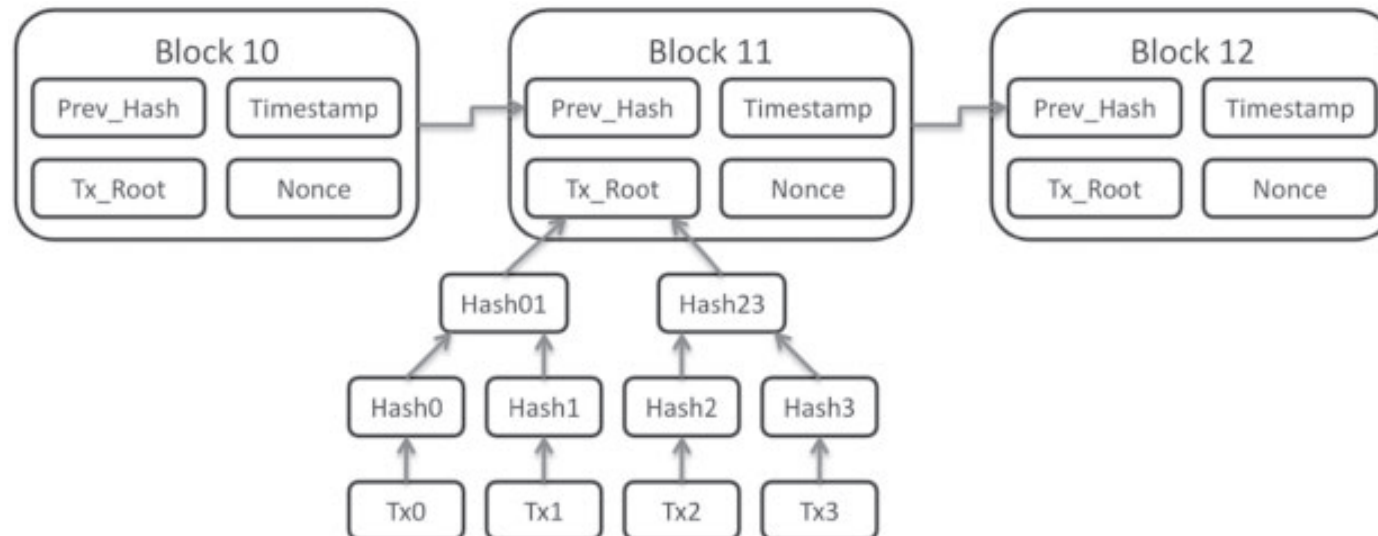 Block 10
Block 11
Block 12
Prev_Hash
Timestamp
Prev_Hash
Timestamp
Prev_Hash
Timestamp
Tx_Root
Nonce
Tx_Root
Nonce
Tx_Root
Nonce
Hash01
Hash23
Hash0
Hash1
Hash2
Hash3
Tx0
Tx1
Tx2
Tx3